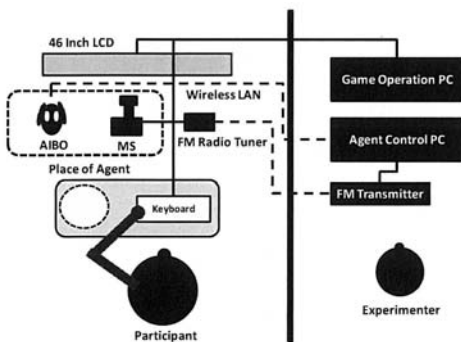 46 Inch LCD
Game Operation PC
Wireless LAN
AIBO
MS
FM Radio Tuner
Agent Control PC
Place of Agent
FM Transmitter
Keyboard
Experimenter
Participant